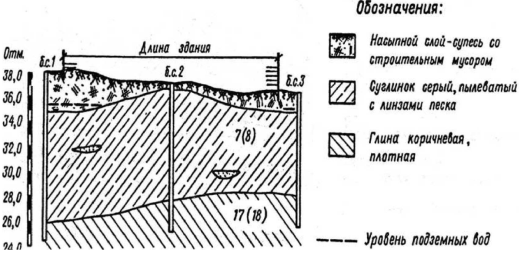 Обозначения:
Насыпной слой-супесь со
строительным мусором
Суглинок серый, пылеватый
с линзами песка
Глина коричневая,
плотная
Уровень подземных вод
Отм.
б.с.1
Длина здания
б.с.2
б.с.3
38,0
36,0
34,0
32,0
30,0
28,0
26,0
24,0
7(8)
17(18)